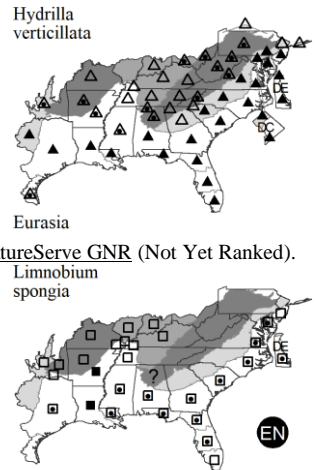 Hydrilla
verticillata
DE
DC
Eurasia
tureServe GNR (Not Yet Ranked).
Limnobium
spongia
DE
?
EN